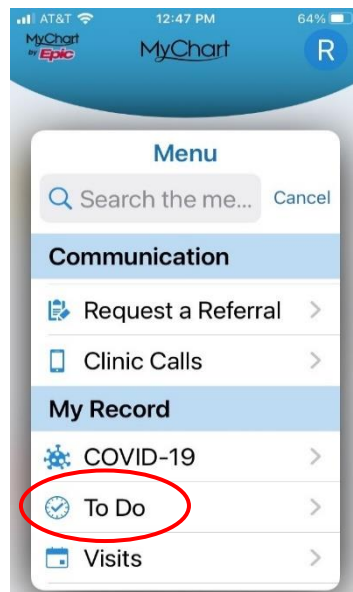 AT&T 12:47 PM 64%
MyChart
by Epic
MyChart
R
Menu
Search the me... Cancel
Communication
Request a Referral
Clinic Calls
My Record
COVID-19
To Do
Visits